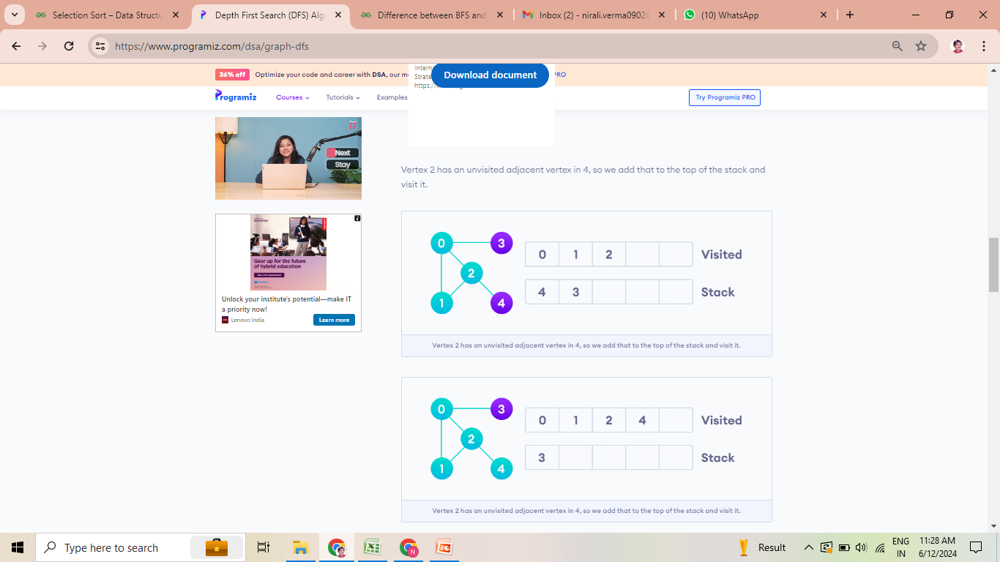 Selection Sort – Data Structu
Depth First Search (DFS) Alg
Difference between BFS and
Inbox (2) - nirali.verma0902
(10) WhatsApp
https://www.programiz.com/dsa/graph-dfs
36% off
Optimize your code and career with DSA, our m
PRO
Download document
Programiz
Courses
Tutorials
Examples
Try Programiz PRO
Next
Stay
Vertex 2 has an unvisited adjacent vertex in 4, so we add that to the top of the stack and
visit it.
0 3
2
1 4
0 1 2 Visited
4 3 Stack
Vertex 2 has an unvisited adjacent vertex in 4, so we add that to the top of the stack and visit it.
Gear up for the future
of hybrid education
Unlock your institute's potential—make IT
a priority now!
Lenovo India
Learn more
0 3
2
1 4
0 1 2 4 Visited
3 Stack
Vertex 2 has an unvisited adjacent vertex in 4, so we add that to the top of the stack and visit it.
Type here to search
Result
ENG
IN
11:28 AM
6/12/2024